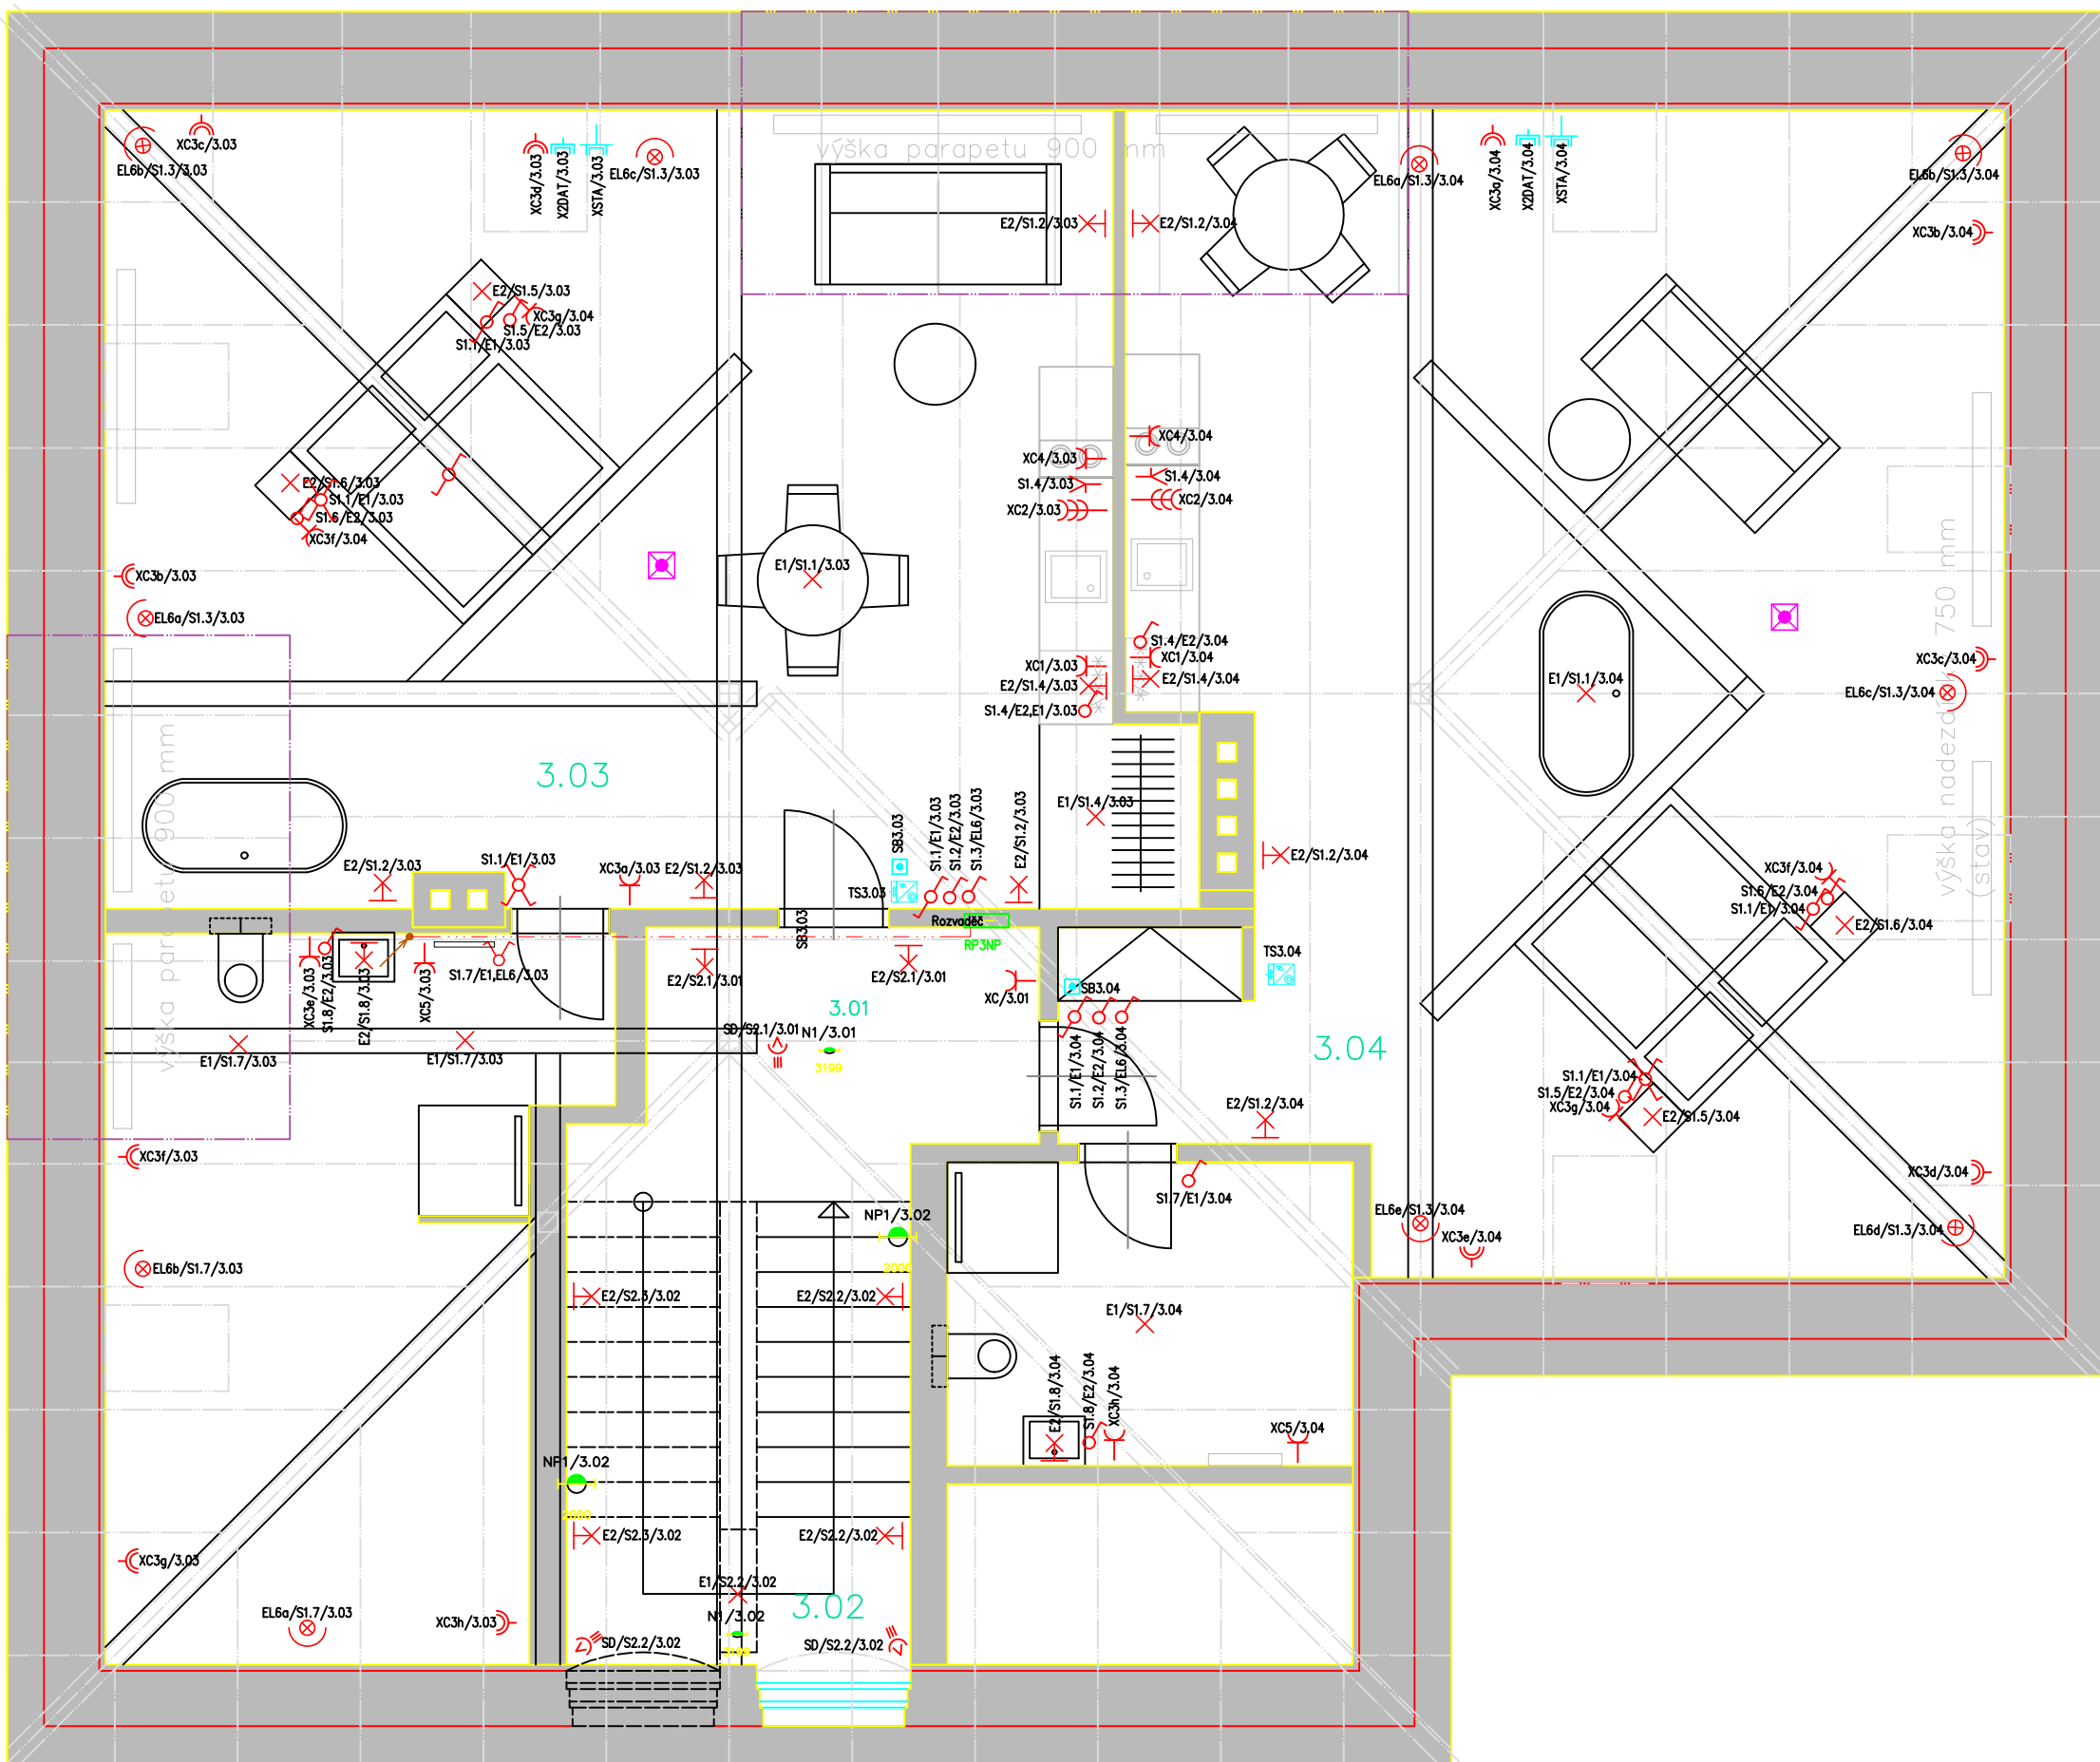 XC3c/3.03
EL6b/S1.3/3.03
XC3d/3.03
X2DAT/3.03
XSTA/3.03
EL6c/S1.3/3.03
výška parapetu 900 mm
E2/S1.2/3.03
E2/S1.2/3.04
EL6a/S1.3/3.04
XC3a/3.04
X2DAT/3.04
XSTA/3.04
EL6b/S1.3/3.04
XC3b/3.04
E2/S1.5/3.03
XC3g/3.04
S1.5/E2/3.03
S1.1/E1/3.03
E2/S1.6/3.03
S1.1/E1/3.03
S1.6/E2/3.03
XC3f/3.04
XC4/3.03
XC4/3.04
S1.4/3.03
S1.4/3.04
XC2/3.03
XC2/3.04
XC3b/3.03
E1/S1.1/3.03
EL6a/S1.3/3.03
S1.4/E2/3.04
XC1/3.03
XC1/3.04
E2/S1.4/3.03
E2/S1.4/3.04
S1.4/E2,E1/3.03
E1/S1.1/3.04
XC3c/3.04
EL6c/S1.3/3.04
výška nadezdívky 750 mm
(stav)
3.03
výška parapetu 900 mm
E1/S1.4/3.03
E2/S1.2/3.03
S1.1/E1/3.03
XC3a/3.03
E2/S1.2/3.03
SB3.03
TS3.03
S1.1/E1/3.03
S1.2/E2/3.03
S1.3/EL6/3.03
E2/S1.2/3.03
E2/S1.2/3.04
XC3f/3.04
S1.6/E2/3.04
S1.1/E1/3.04
E2/S1.6/3.04
SB3.03
Rozvaděč
RP3NP
XC3e/3.03
S1.8/E2/3.03
E2/S1.8/3.03
XC5/3.03
S1.7/E1,EL6/3.03
E2/S2.1/3.01
E2/S2.1/3.01
XC/3.01
SB3.04
TS3.04
3.01
SD/S2.1/3.01
N1/3.01
3199
3.04
S1.1/E1/3.04
S1.2/E2/3.04
S1.3/EL6/3.04
E1/S1.7/3.03
E1/S1.7/3.03
S1.1/E1/3.04
S1.5/E2/3.04
XC3g/3.04
E2/S1.5/3.04
E2/S1.2/3.04
XC3f/3.03
XC3d/3.04
S1.7/E1/3.04
NP1/3.02
2000
EL6e/S1.3/3.04
EL6d/S1.3/3.04
XC3e/3.04
EL6b/S1.7/3.03
E2/S2.3/3.02
E2/S2.2/3.02
E1/S1.7/3.04
E2/S1.8/3.04
S1.8/E2/3.04
XC3h/3.04
XC5/3.04
NP1/3.02
2000
E2/S2.3/3.02
E2/S2.2/3.02
XC3g/3.03
E1/S2.2/3.02
3.02
EL6a/S1.7/3.03
XC3h/3.03
N1/3.02
SD/S2.2/3.02
3199
SD/S2.2/3.02